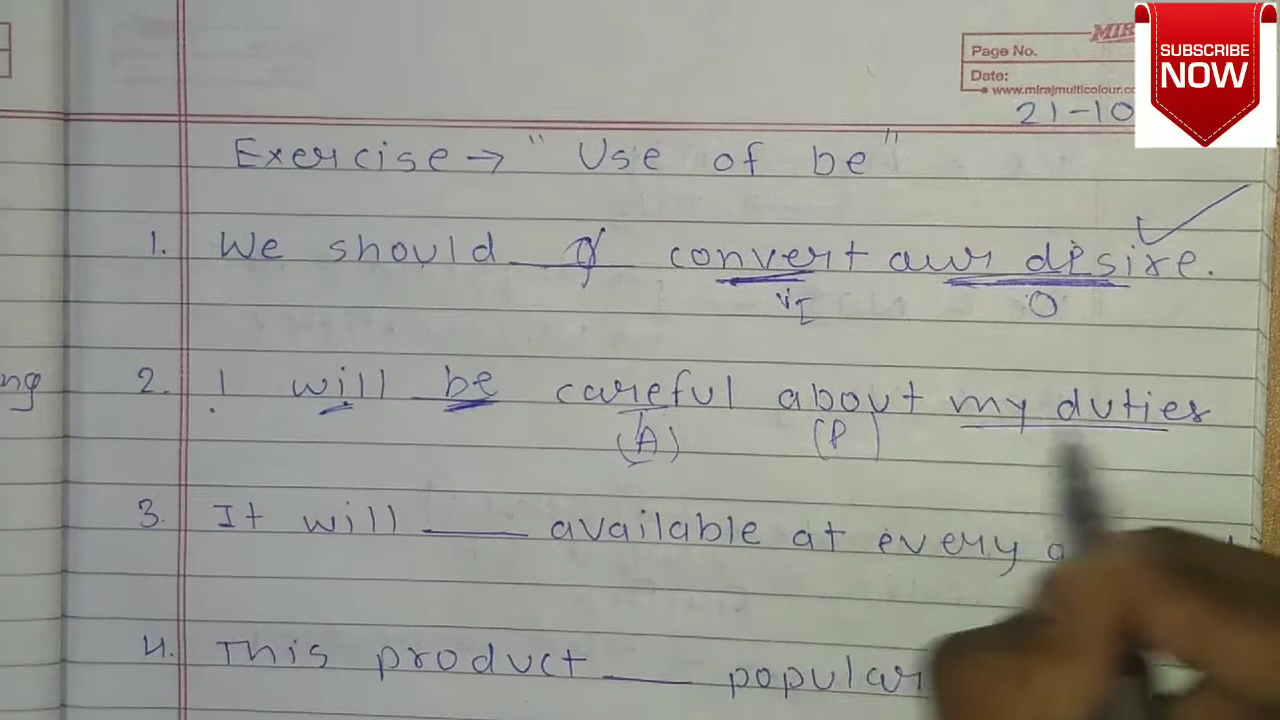 MIR
Page No.
Date:
www.mirajmulticolour.co
21-10
SUBSCRIBE
NOW
Exercise → "Use of be"
1. We should convert our desire.
V I O
ng
2. I will be careful about my duties
(A) (P)
3. It will ___ available at every
4. This product ___ popular